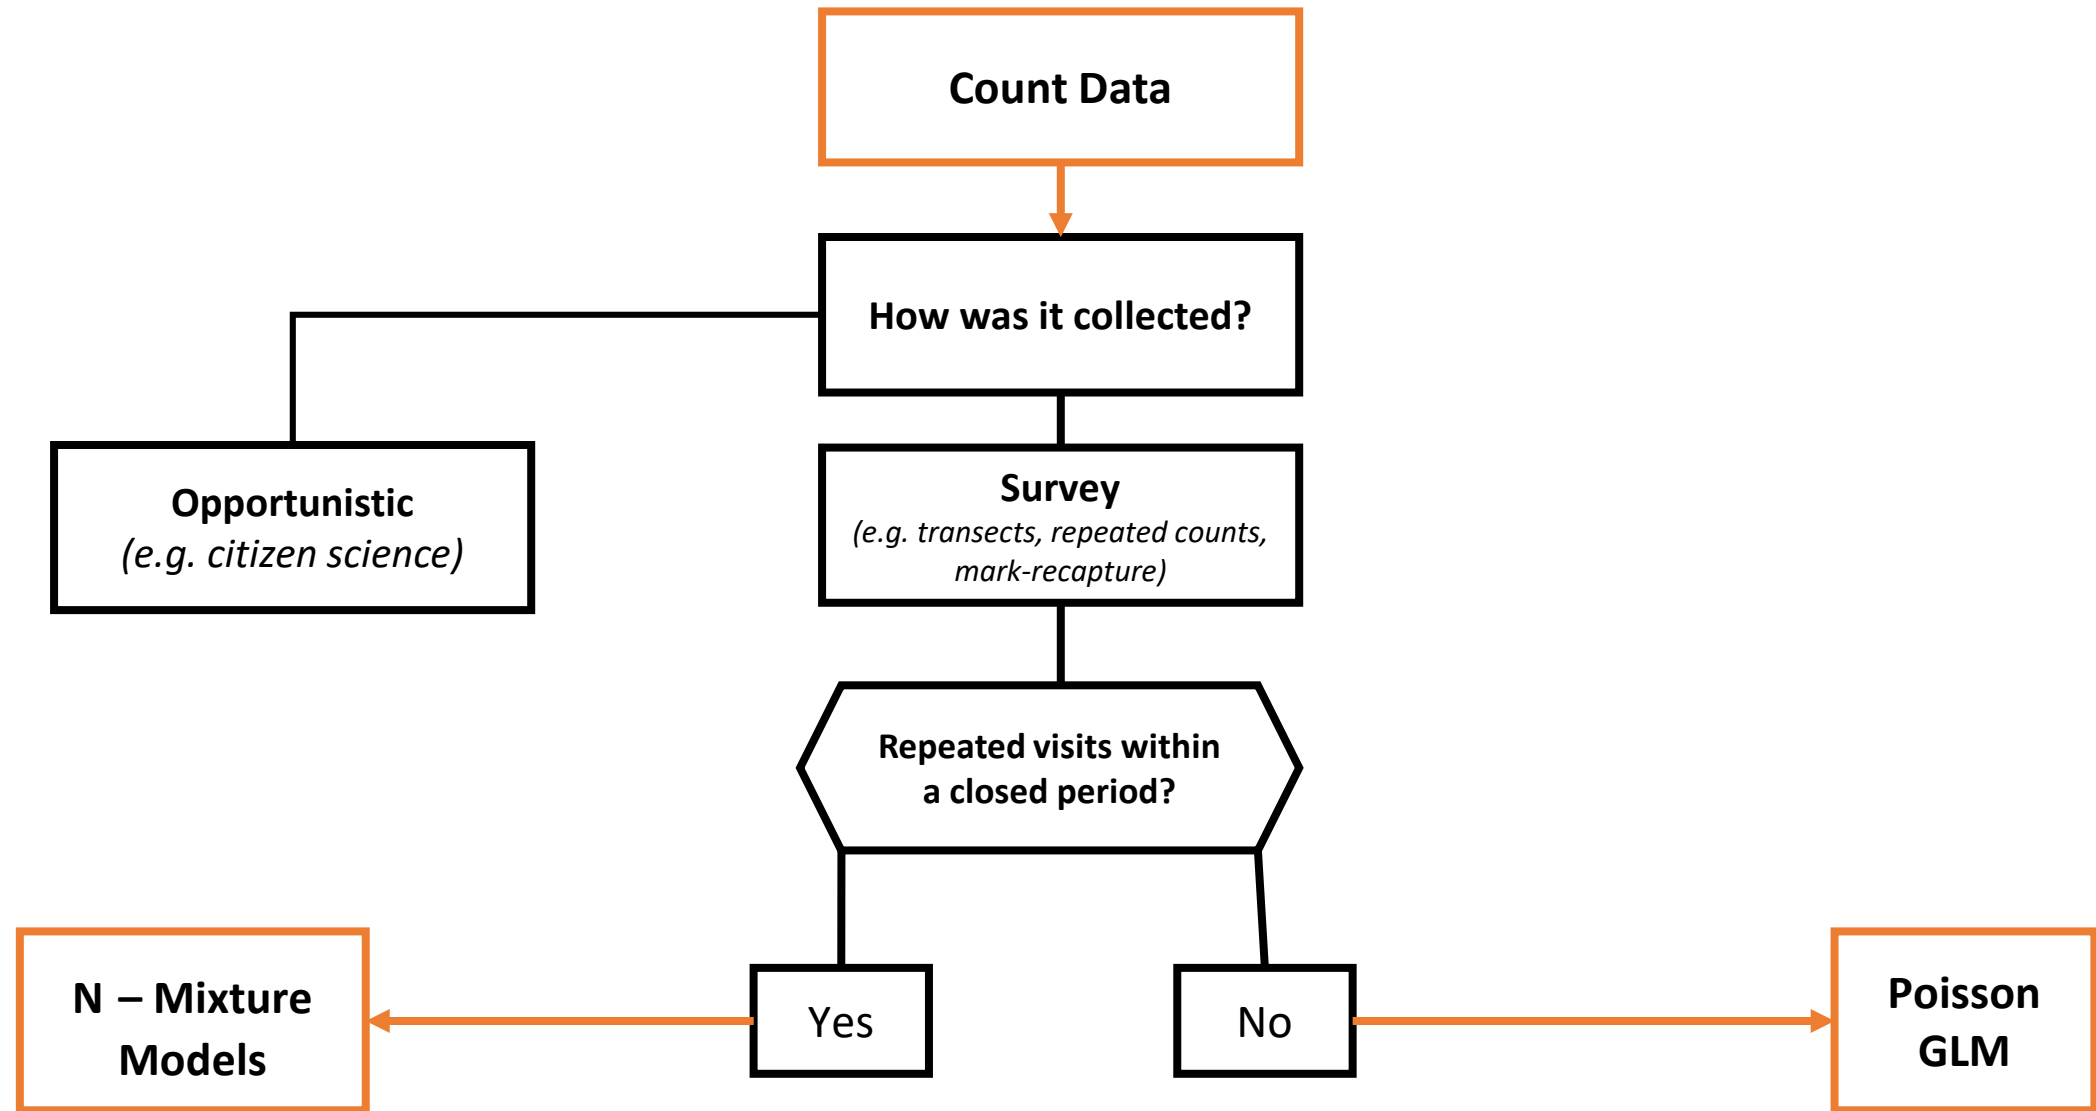 Count Data
How was it collected?
Opportunistic
(e.g. citizen science)
Survey
(e.g. transects, repeated counts,
mark-recapture)
Repeated visits within
a closed period?
N – Mixture
Models
Yes
No
Poisson
GLM